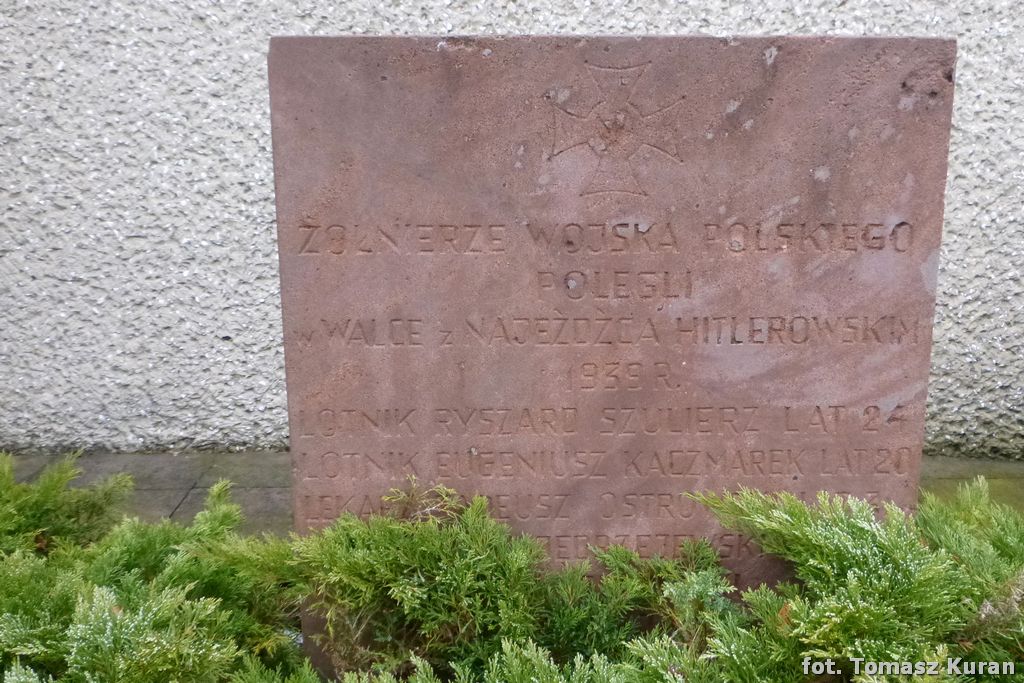 ŻOŁNIERZE WOJSKA POLSKIEGO
POLEGLI
W WALCE Z NAJEŹDŹCĄ HITLEROWSKIM
1939 R.
LOTNIK RYSZARD SZULIERZ LAT 24
LOTNIK EUGENIUSZ KACZMAREK LAT 20
fot. Tomasz Kuran